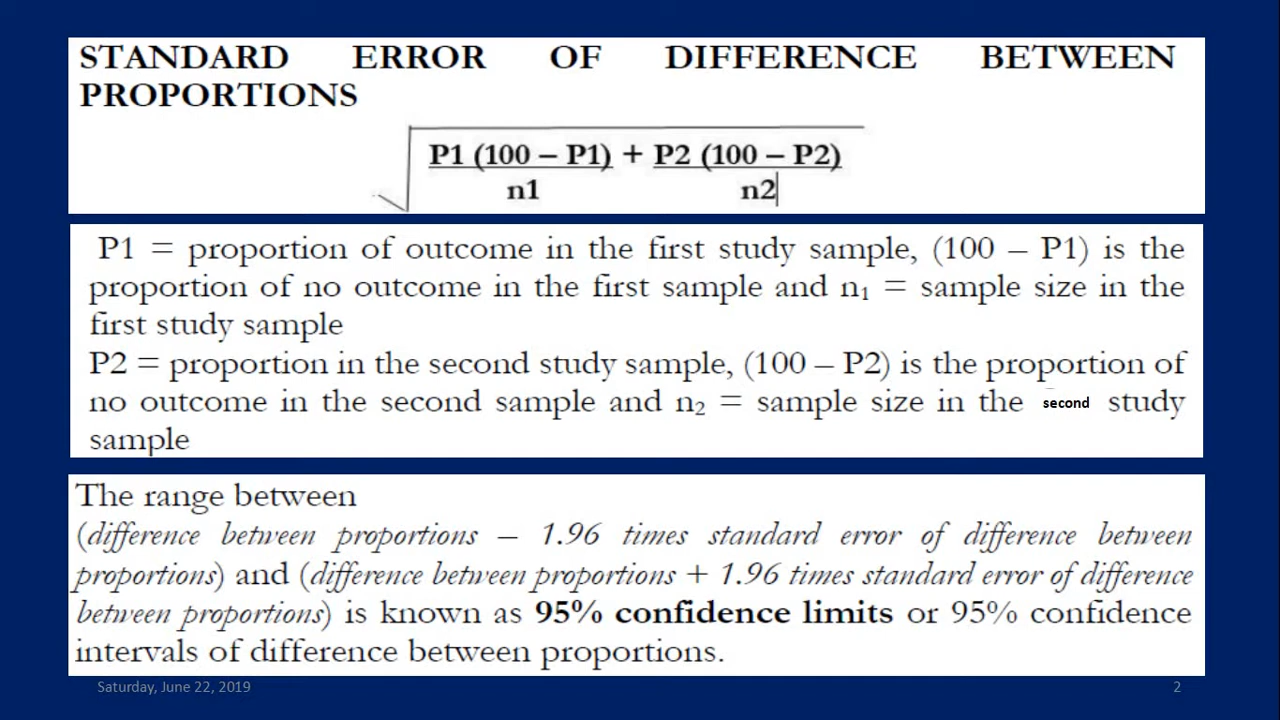 STANDARD ERROR OF DIFFERENCE BETWEEN
PROPORTIONS
P1 (100 – P1) + P2 (100 – P2)
n1 n2
P1 = proportion of outcome in the first study sample, (100 – P1) is the
proportion of no outcome in the first sample and n₁ = sample size in the
first study sample
P2 = proportion in the second study sample, (100 – P2) is the proportion of
no outcome in the second sample and n₂ = sample size in the second study
sample
The range between
(difference between proportions – 1.96 times standard error of difference between
proportions) and (difference between proportions + 1.96 times standard error of difference
between proportions) is known as 95% confidence limits or 95% confidence
intervals of difference between proportions.
Saturday, June 22, 2019 2